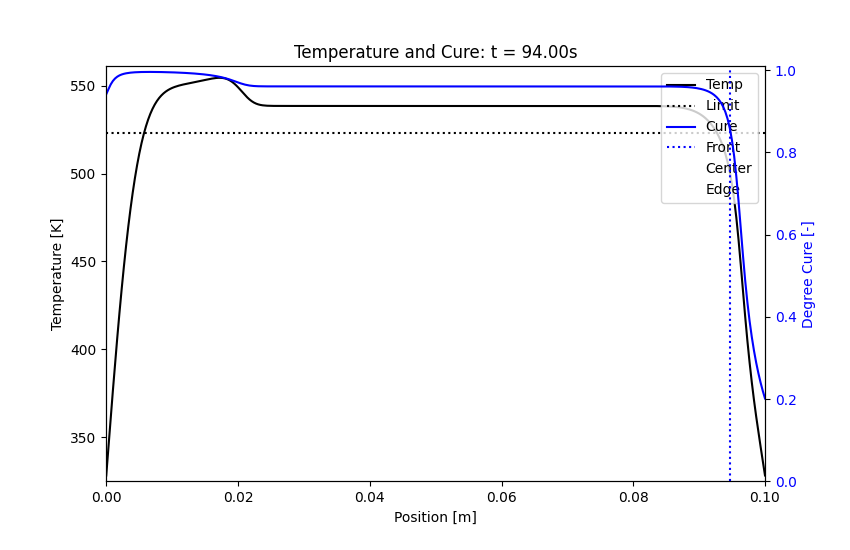 Temperature and Cure: t = 94.00s
Temperature [K]
550
500
450
400
350
Temp
Limit
Cure
Front
Center
Edge
1.0
0.8
0.6
0.4
0.2
0.0
Degree Cure [-]
0.00
0.02
0.04
0.06
0.08
0.10
Position [m]